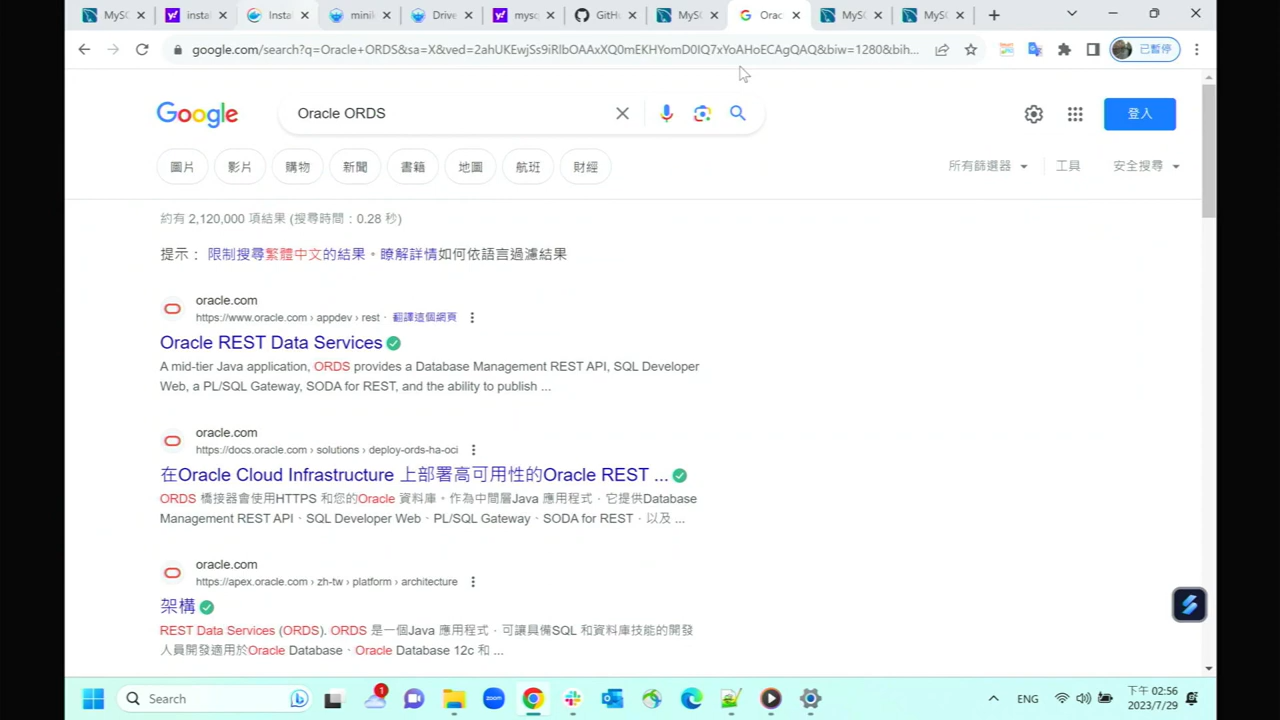 MySC
instal
Instal
minil
Drive
mysc
GitHu
MySC
Orac
MySC
MySC
google.com/search?q=Oracle+ORDS&sa=X&ved=2ahUKEwjSs9iRlbOAAxXQ0mEKHYomD0IQ7xYoAHoECAgQAQ&biw=1280&bih...
已暫停
Google
Oracle ORDS
登入
圖片 影片 購物 新聞 書籍 地圖 航班 財經
所有篩選器 工具 安全搜尋
約有 2,120,000 項結果 (搜尋時間：0.28 秒)
提示： 限制搜尋繁體中文的結果。瞭解詳情如何依語言過濾結果
oracle.com
https://www.oracle.com › appdev › rest · 翻譯這個網頁
Oracle REST Data Services
A mid-tier Java application, ORDS provides a Database Management REST API, SQL Developer
Web, a PL/SQL Gateway, SODA for REST, and the ability to publish ...
oracle.com
https://docs.oracle.com › solutions › deploy-ords-ha-oci
在Oracle Cloud Infrastructure 上部署高可用性的Oracle REST ...
ORDS 橋接器會使用HTTPS 和您的Oracle 資料庫。作為中間層Java 應用程式，它提供Database
Management REST API、SQL Developer Web、PL/SQL Gateway、SODA for REST、以及 ...
oracle.com
https://apex.oracle.com › zh-tw › platform › architecture
架構
REST Data Services (ORDS). ORDS 是一個Java 應用程式，可讓具備SQL 和資料庫技能的開發
人員開發適用於Oracle Database、Oracle Database 12c 和 ...
Search
1
zoom
ENG
下午 02:56
2023/7/29